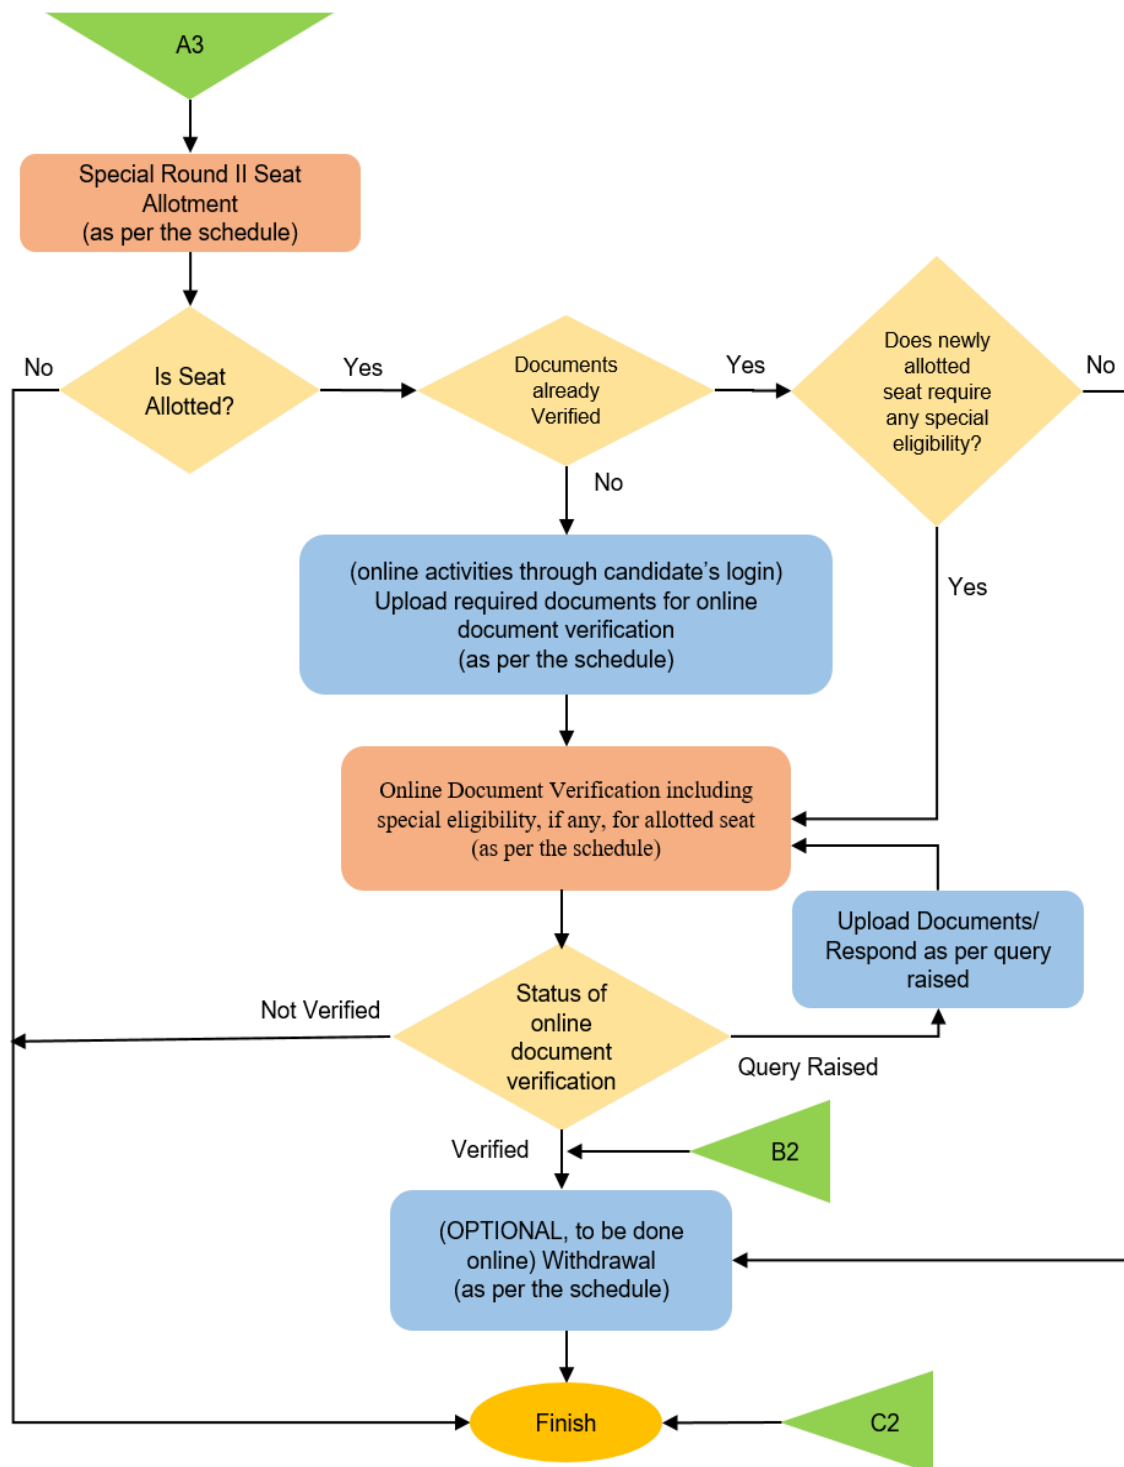 A3
Special Round II Seat
Allotment
(as per the schedule)
No
Is Seat
Allotted?
Yes
Documents
already
Verified
Yes
Does newly
allotted
seat require
any special
eligibility?
No
No
Yes
(online activities through candidate’s login)
Upload required documents for online
document verification
(as per the schedule)
Online Document Verification including
special eligibility, if any, for allotted seat
(as per the schedule)
Upload Documents/
Respond as per query
raised
Not Verified
Status of
online
document
verification
Query Raised
Verified
B2
(OPTIONAL, to be done
online) Withdrawal
(as per the schedule)
Finish
C2